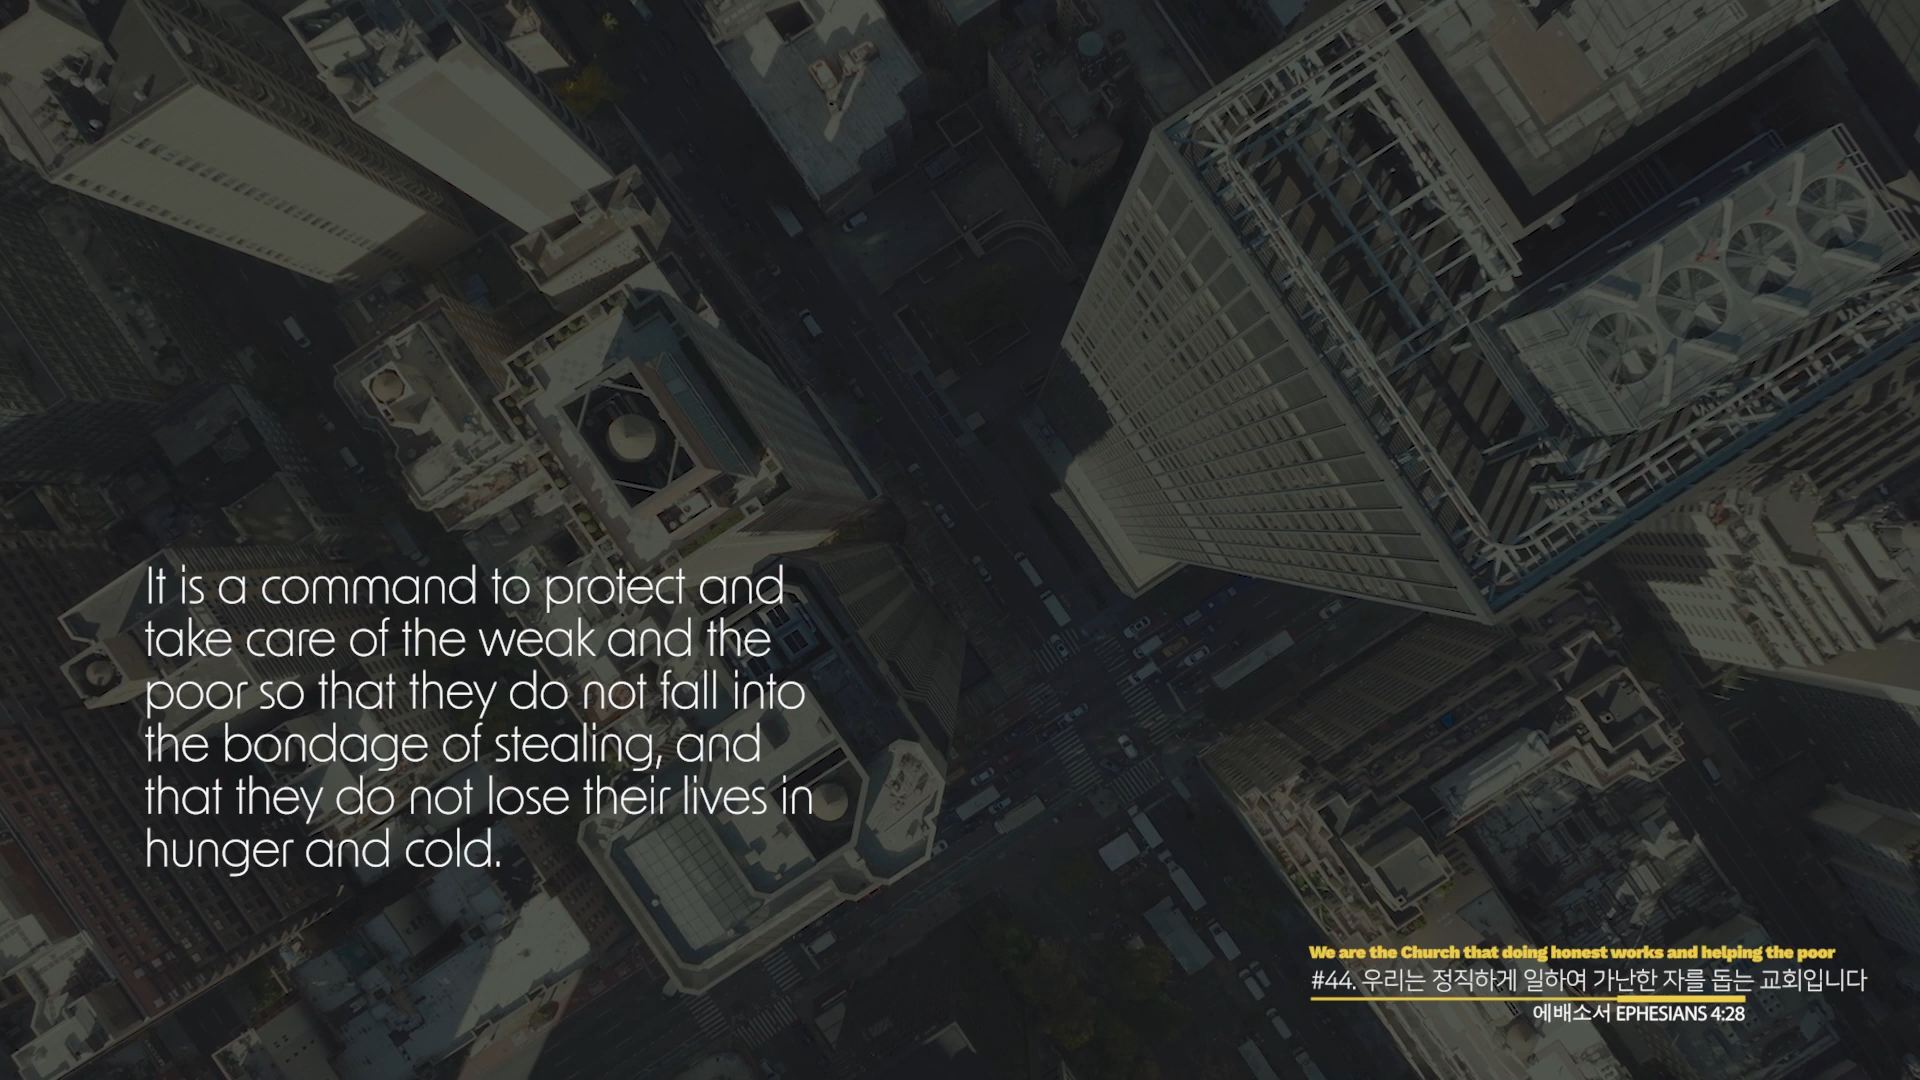 It is a command to protect and
take care of the weak and the
poor so that they do not fall into
the bondage of stealing, and
that they do not lose their lives in
hunger and cold.
We are the Church that doing honest works and helping the poor
#44. 우리는 정직하게 일하여 가난한 자를 돕는 교회입니다
에배소서 EPHESIANS 4:28